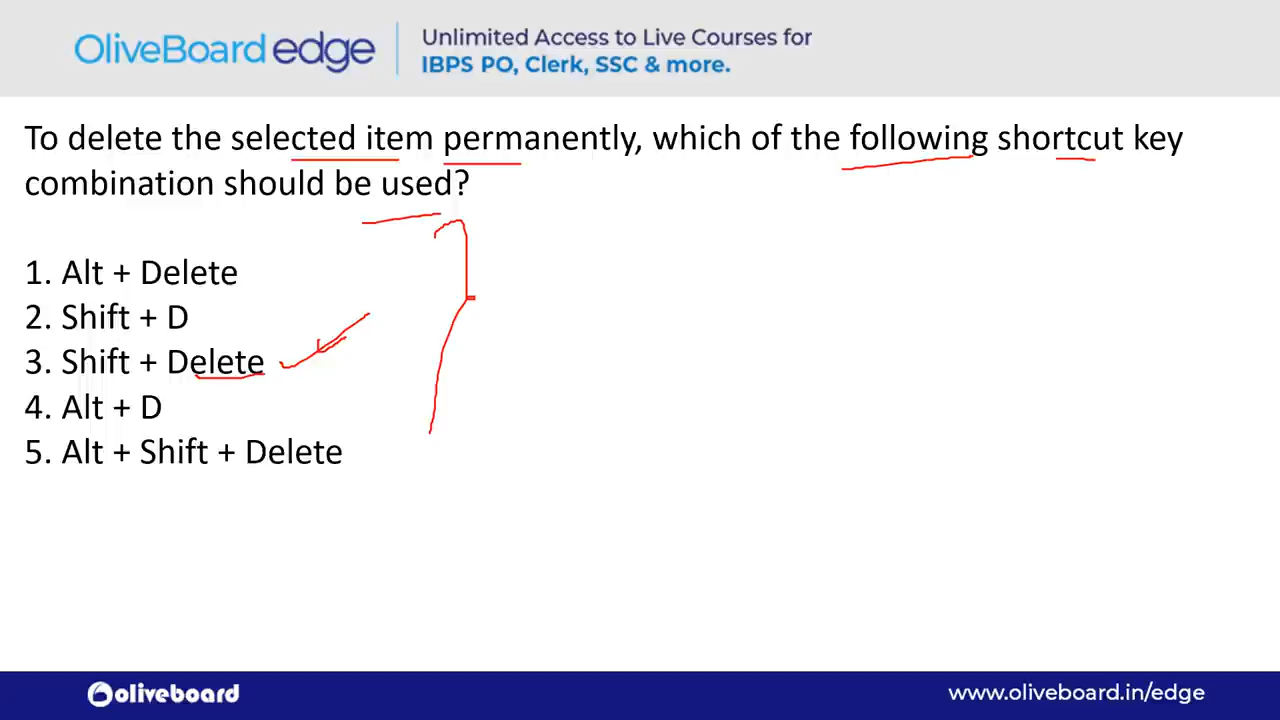 OliveBoard edge
Unlimited Access to Live Courses for
IBPS PO, Clerk, SSC & more.
To delete the selected item permanently, which of the following shortcut key
combination should be used?
1. Alt + Delete
2. Shift + D
3. Shift + Delete
4. Alt + D
5. Alt + Shift + Delete
oliveboard
www.oliveboard.in/edge